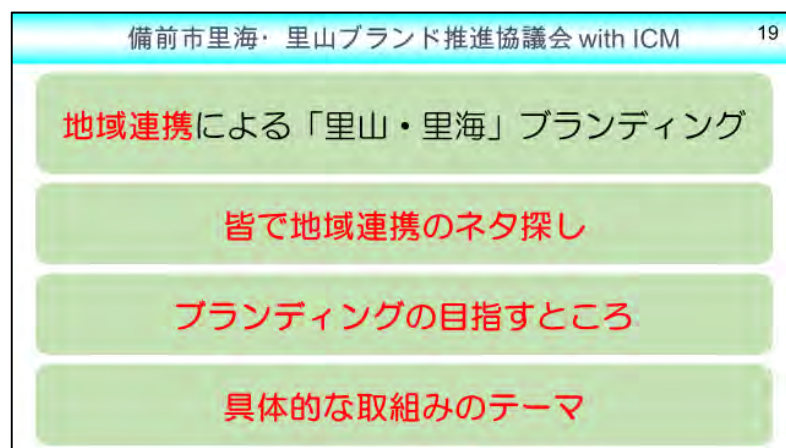 備前市里海・里山ブランド推進協議会 with ICM
19
地域連携による「里山・里海」ブランディング
皆で地域連携のネタ探し
ブランディングの目指すところ
具体的な取組みのテーマ